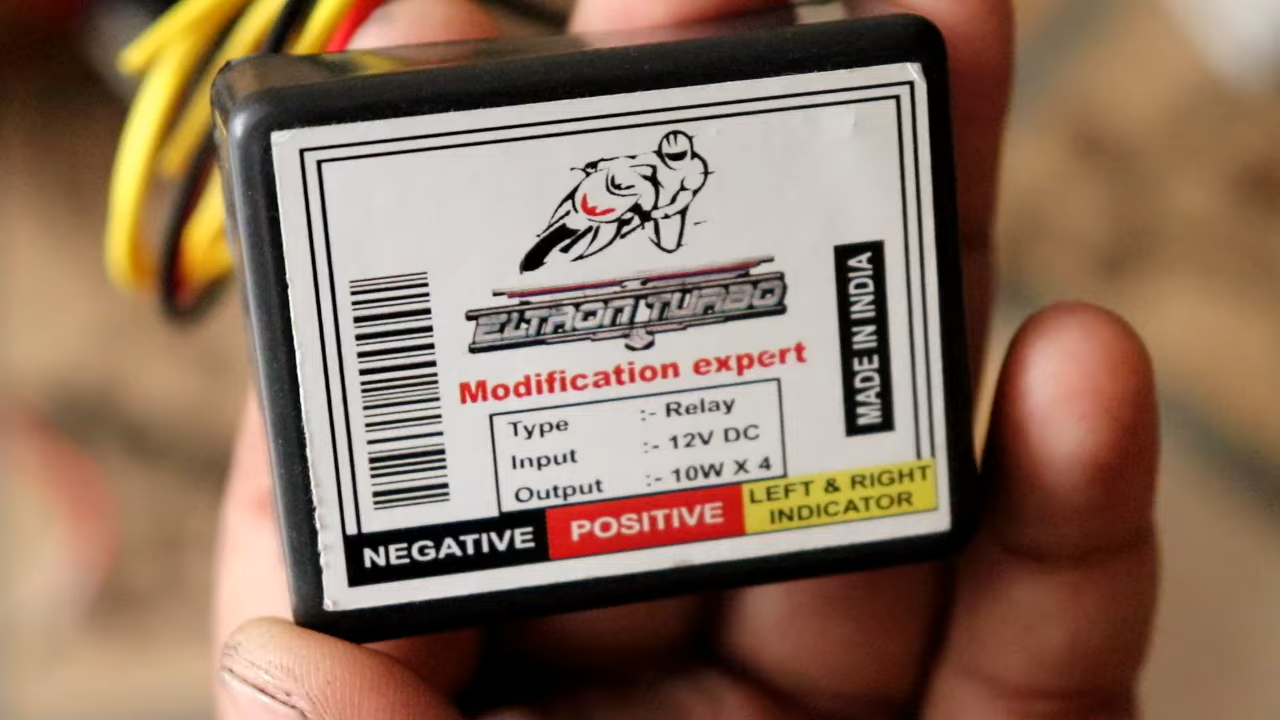 ELTRON TURBO
Modification expert
Type :- Relay
Input :- 12V DC
Output :- 10W X 4
MADE IN INDIA
NEGATIVE
POSITIVE
LEFT & RIGHT
INDICATOR